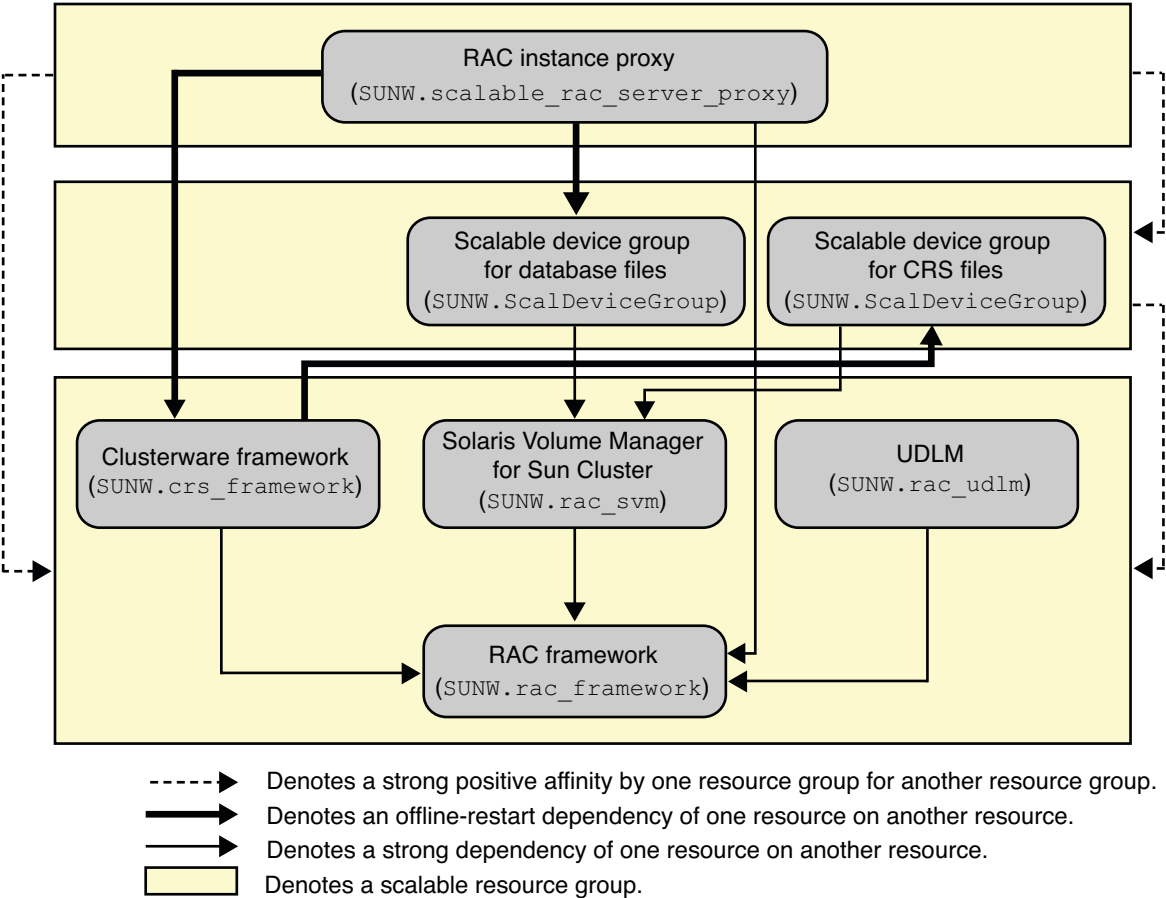 RAC instance proxy
(SUNW.scalable_rac_server_proxy)
Scalable device group
for database files
(SUNW.ScalDeviceGroup)
Scalable device group
for CRS files
(SUNW.ScalDeviceGroup)
Clusterware framework
(SUNW.crs_framework)
Solaris Volume Manager
for Sun Cluster
(SUNW.rac_svm)
UDLM
(SUNW.rac_udlm)
RAC framework
(SUNW.rac_framework)
Denotes a strong positive affinity by one resource group for another resource group.
Denotes an offline-restart dependency of one resource on another resource.
Denotes a strong dependency of one resource on another resource.
Denotes a scalable resource group.